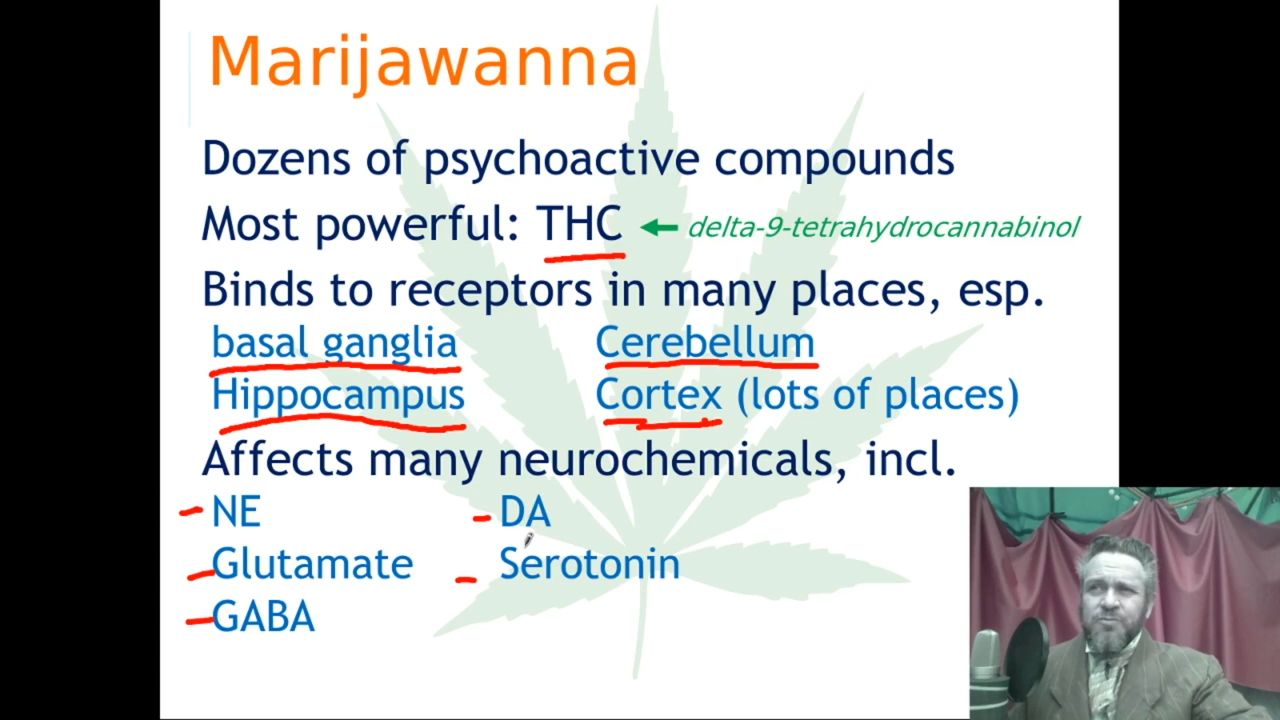 Marijawanna
Dozens of psychoactive compounds
Most powerful: THC ← delta-9-tetrahydrocannabinol
Binds to receptors in many places, esp.
basal ganglia Cerebellum
Hippocampus Cortex (lots of places)
Affects many neurochemicals, incl.
NE DA
Glutamate Serotonin
GABA